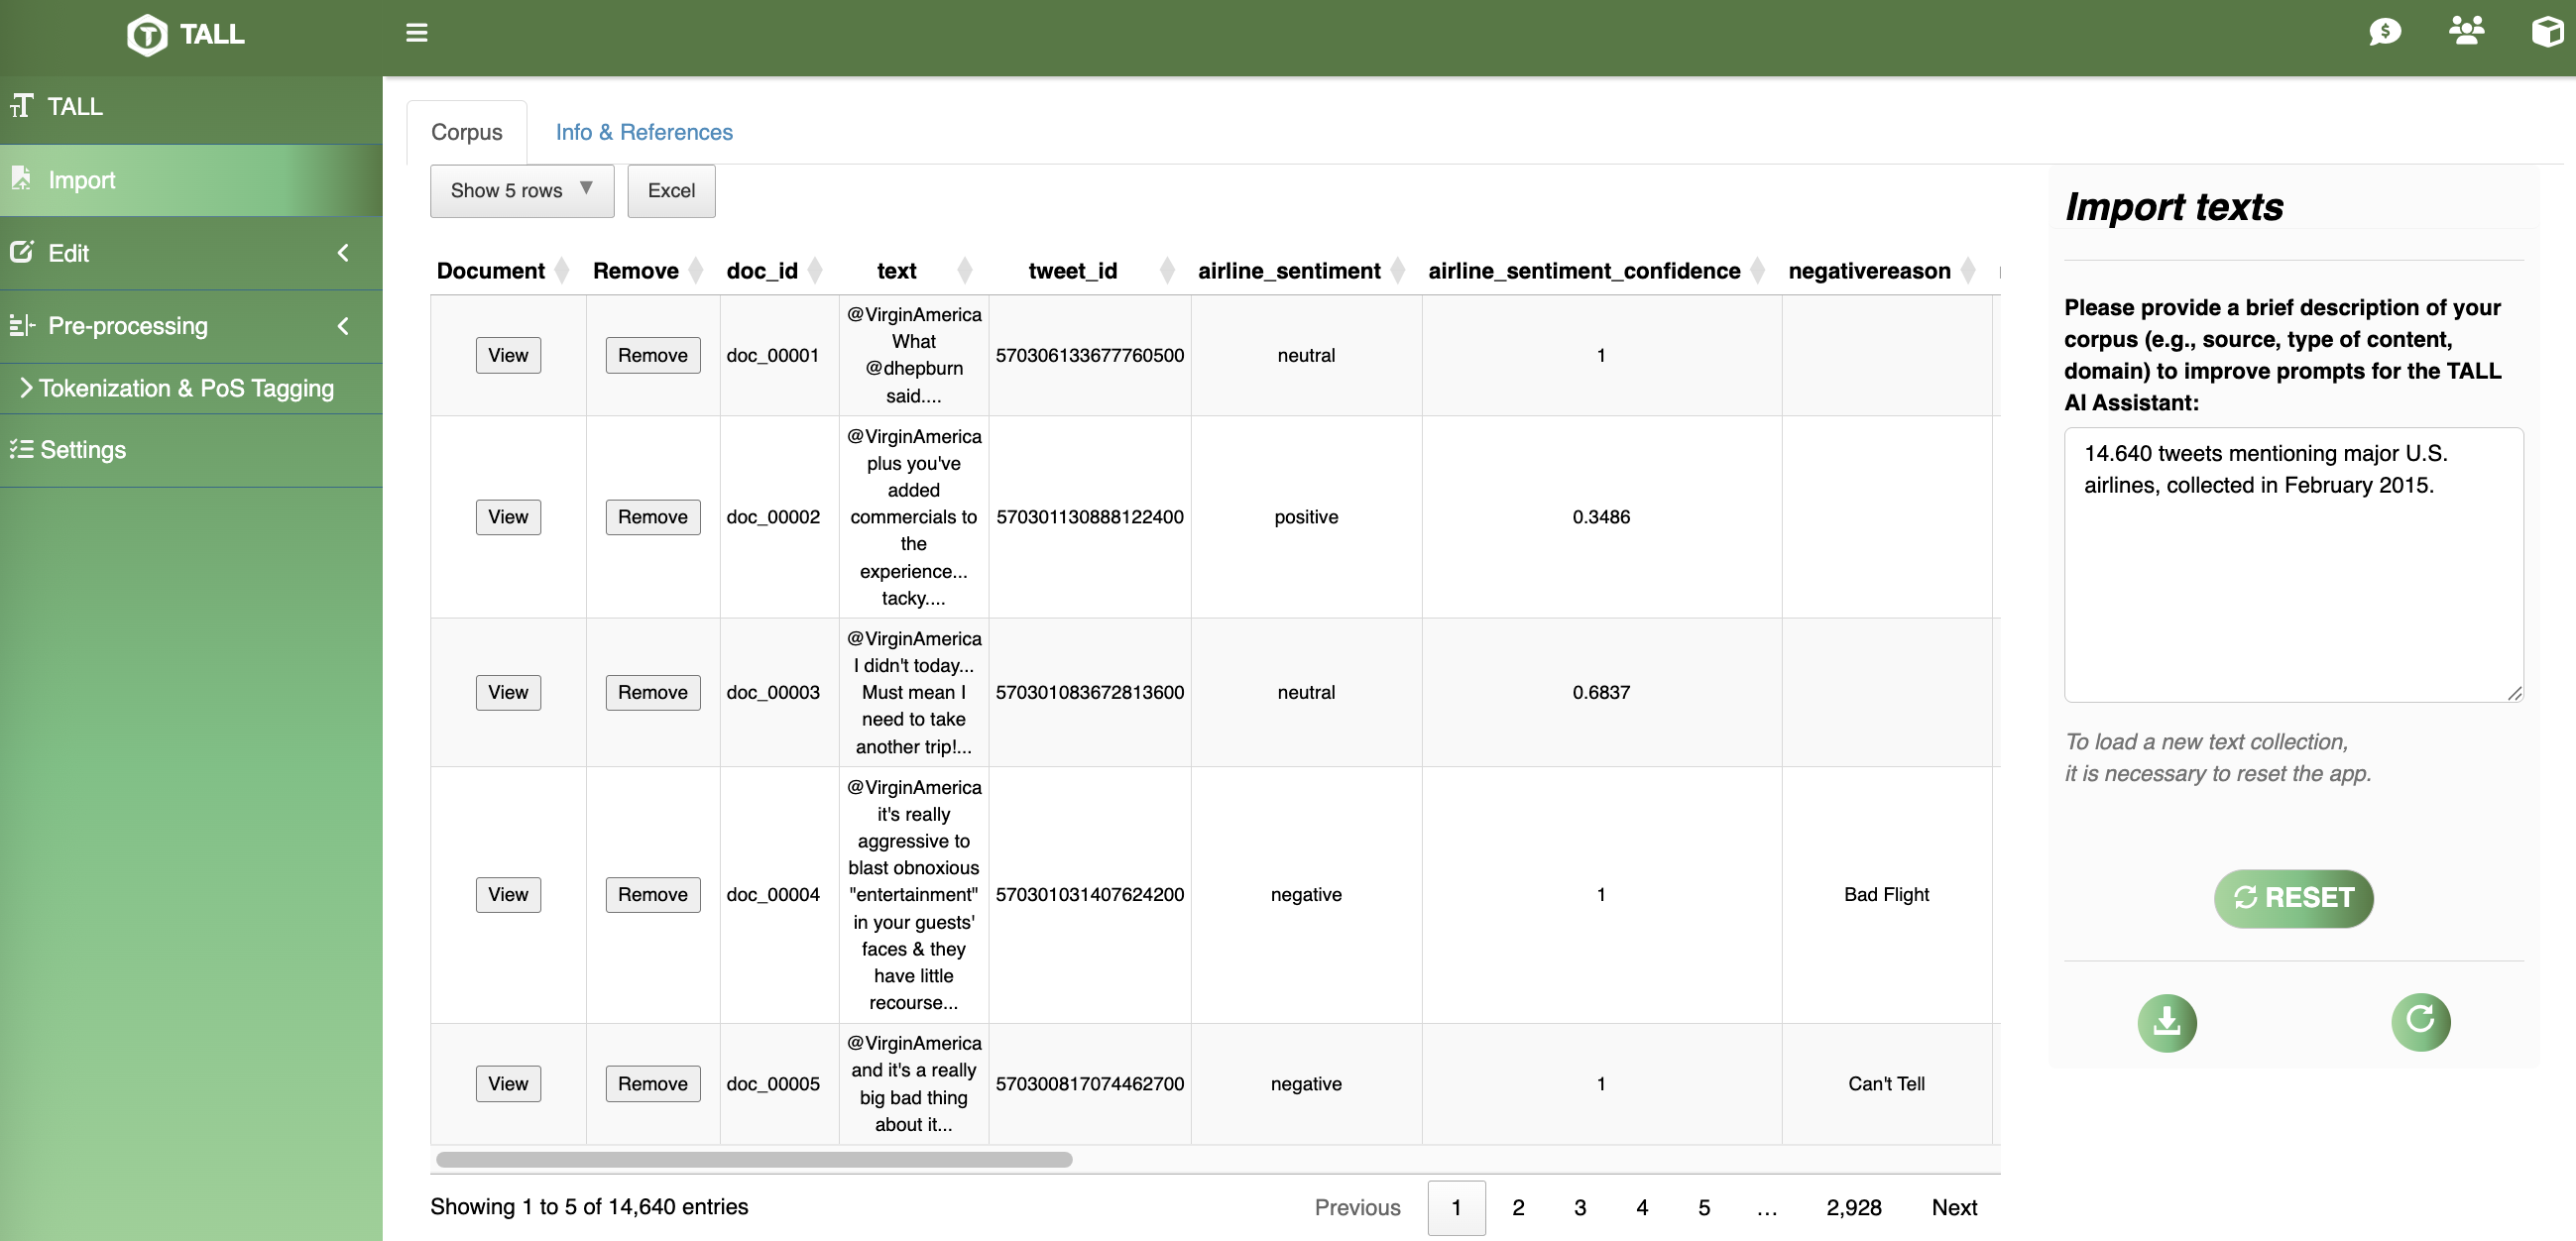 TALL
TALL
Import
Edit
Pre-processing
Tokenization & PoS Tagging
Settings
Corpus
Info & References
Show 5 rows
Excel
Document Remove doc_id text tweet_id airline_sentiment airline_sentiment_confidence negativereason
View Remove doc_00001 @VirginAmerica
What
@dhepburn
said.... 570306133677760500 neutral 1
View Remove doc_00002 @VirginAmerica
plus you've
added
commercials to
the
experience...
tacky.... 570301130888122400 positive 0.3486
View Remove doc_00003 @VirginAmerica
I didn't today...
Must mean I
need to take
another trip!... 570301083672813600 neutral 0.6837
View Remove doc_00004 @VirginAmerica
it's really
aggressive to
blast obnoxious
"entertainment"
in your guests'
faces & they
have little
recourse... 570301031407624200 negative 1 Bad Flight
View Remove doc_00005 @VirginAmerica
and it's a really
big bad thing
about it... 570300817074462700 negative 1 Can't Tell
Showing 1 to 5 of 14,640 entries
Previous 1 2 3 4 5 ... 2,928 Next
Import texts
Please provide a brief description of your
corpus (e.g., source, type of content,
domain) to improve prompts for the TALL
AI Assistant:
14.640 tweets mentioning major U.S.
airlines, collected in February 2015.
To load a new text collection,
it is necessary to reset the app.
RESET